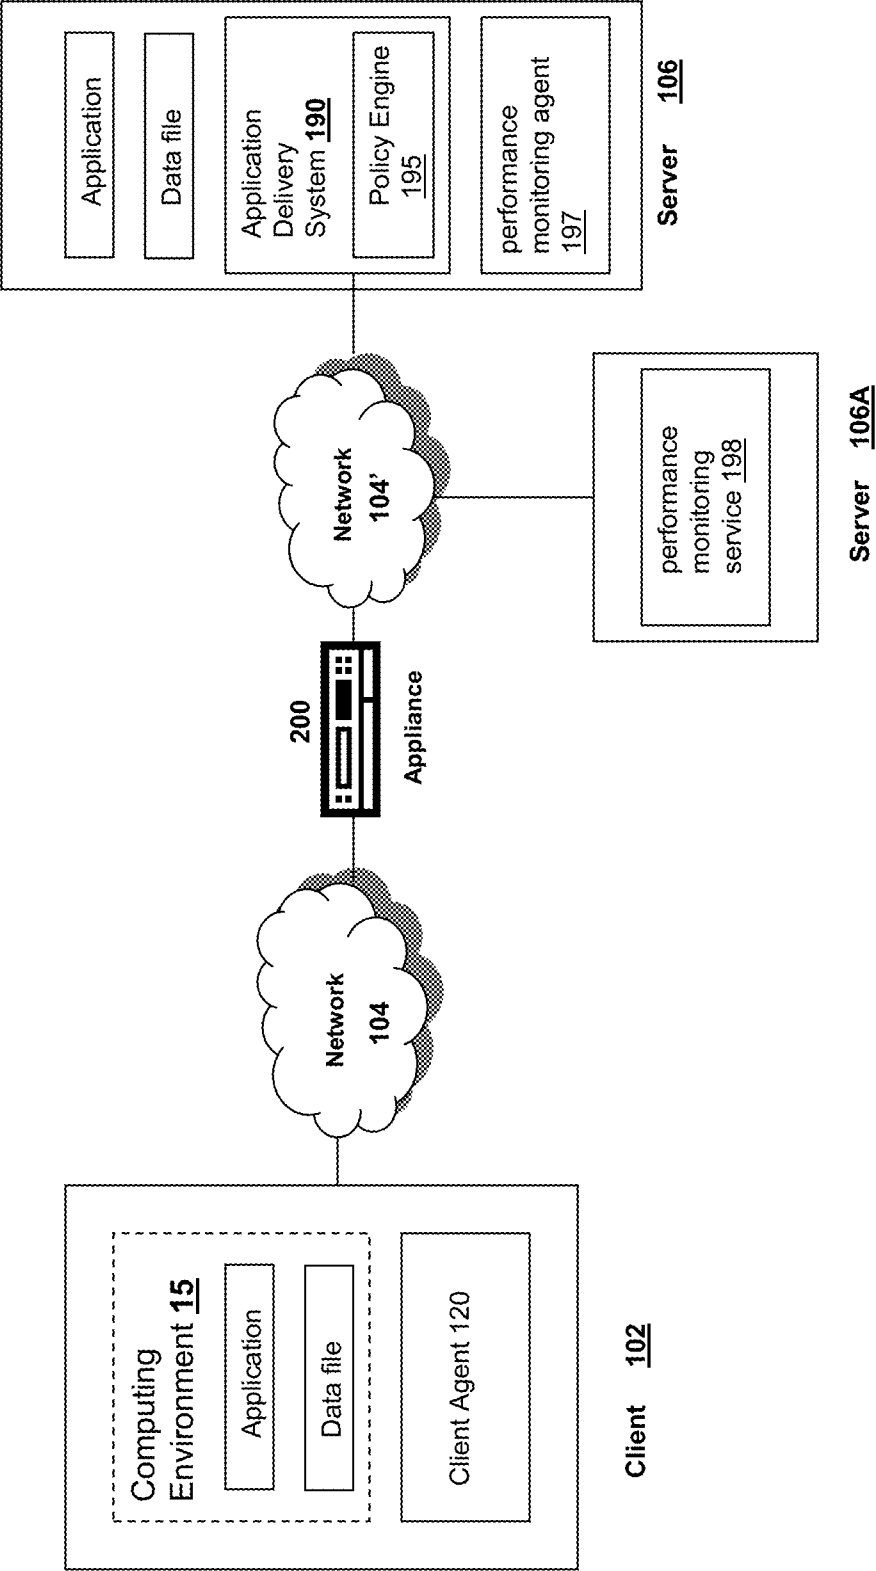 Computing
Environment 15
Application
Data file
Client Agent 120
Client 102
Network
104
200
Appliance
Network
104'
performance
monitoring
service 198
Server 106A
Application
Data file
Application
Delivery
System 190
Policy Engine
195
performance
monitoring agent
197
Server 106